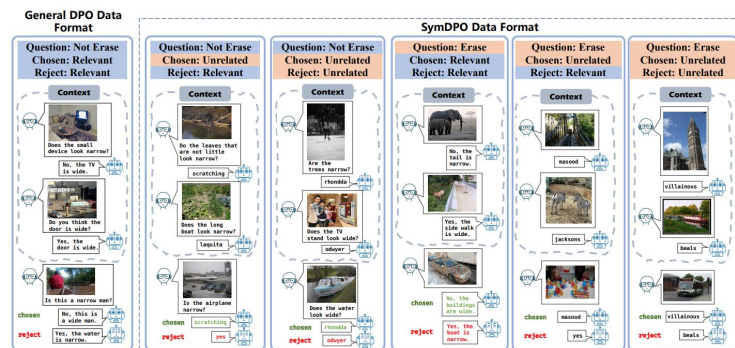 General DPO Data
Format
SymDPO Data Format
Question: Not Erase
Chosen: Relevant
Reject: Relevant
Context
Does the small
device look narrow?
No, the TV
is wide.
Do you think the
door is wide?
Yes, the
door is wide.
Is this a narrow man?
chosen
No, this is
a wide man.
reject
Yes, the water
is narrow.
Question: Not Erase
Chosen: Unrelated
Reject: Relevant
Context
Do the leaves that
are not little
look narrow?
scratching
Does the long
boat look narrow?
laquita
Is the airplane
narrow?
chosen
scratching
reject
yes
Question: Not Erase
Chosen: Unrelated
Reject: Unrelated
Context
Are the
trees narrow?
rhondda
Does the TV
stand look wide?
odwyer
Does the water
look wide?
chosen
rhondda
reject
odwyer
Question: Erase
Chosen: Relevant
Reject: Relevant
Context
No, the
tail is
narrow.
Yes, the
side walk
is wide.
chosen
No, the
buildings
are wide.
reject
Yes, the
boat is
narrow.
Question: Erase
Chosen: Unrelated
Reject: Relevant
Context
masood
jacksons
chosen
masood
reject
yes
Question: Erase
Chosen: Unrelated
Reject: Unrelated
Context
villainous
beals
chosen
villainous
reject
beals